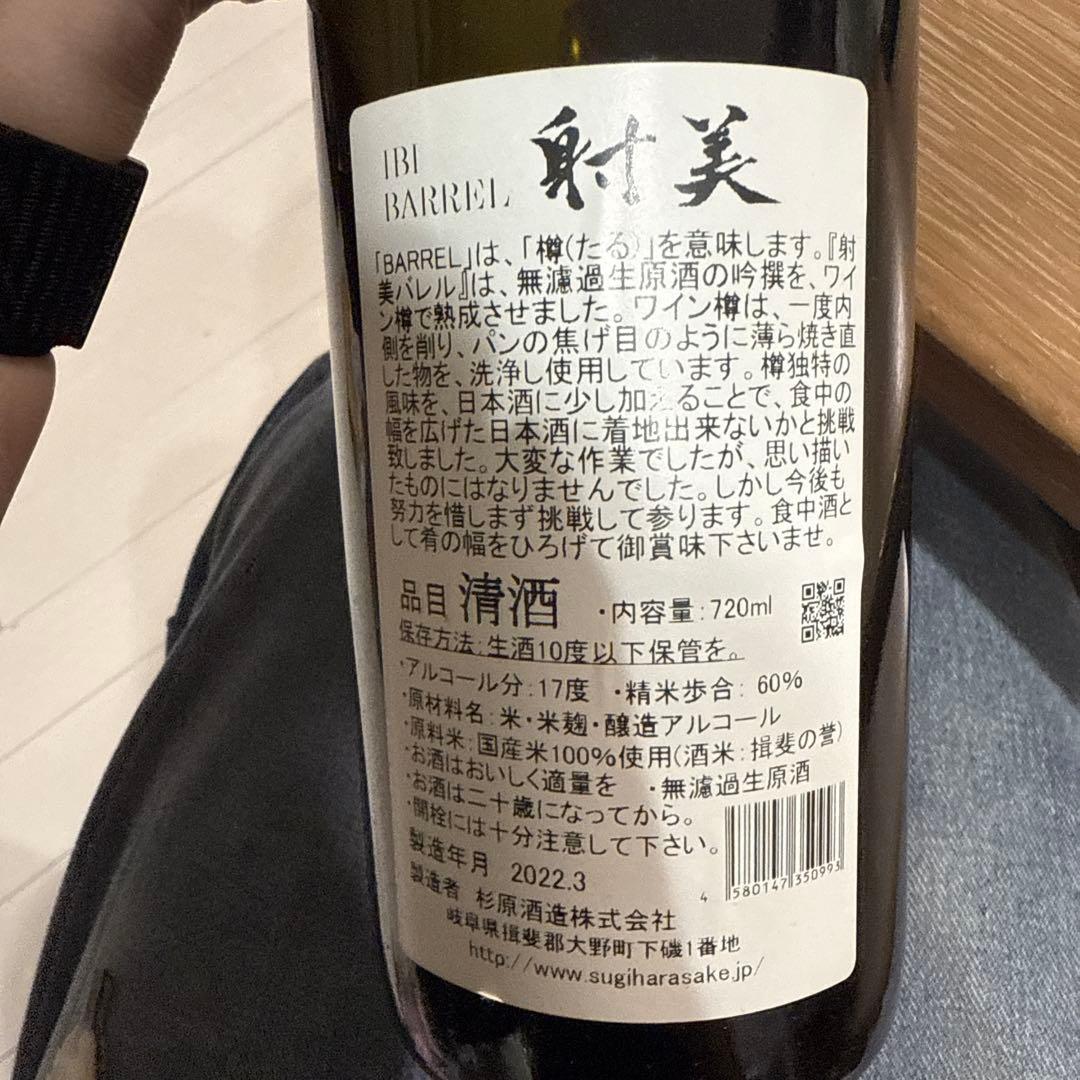 IBI
BARREL
射美
「BARREL」は、「樽(たる)」を意味します。『射
美バレル』は、無濾過生原酒の吟撰を、ワイ
ン樽で熟成させました。ワイン樽は、一度内
側を削り、パンの焦げ目のように薄ら焼き直
した物を、洗浄し使用しています。樽独特の
風味を、日本酒に少し加えることで、食中の
幅を広げた日本酒に着地出来ないかと挑戦
致しました。大変な作業でしたが、思い描い
たものにはなりませんでした。しかし今後も
努力を惜しまず挑戦して参ります。食中酒と
して肴の幅をひろげて御賞味下さいませ。
品目 清酒 ・内容量:720ml
保存方法:生酒10度以下保管を。
・アルコール分:17度 ・精米歩合: 60%
・原材料名:米・米麹・醸造アルコール
・原料米:国産米100%使用(酒米:揖斐の誉)
・お酒はおいしく適量を ・無濾過生原酒
・お酒は二十歳になってから。
・開栓には十分注意して下さい。
製造年月 2022.3
製造者 杉原酒造株式会社
岐阜県揖斐郡大野町下磯1番地
http://www.sugiharasake.jp/
4 580147 350993